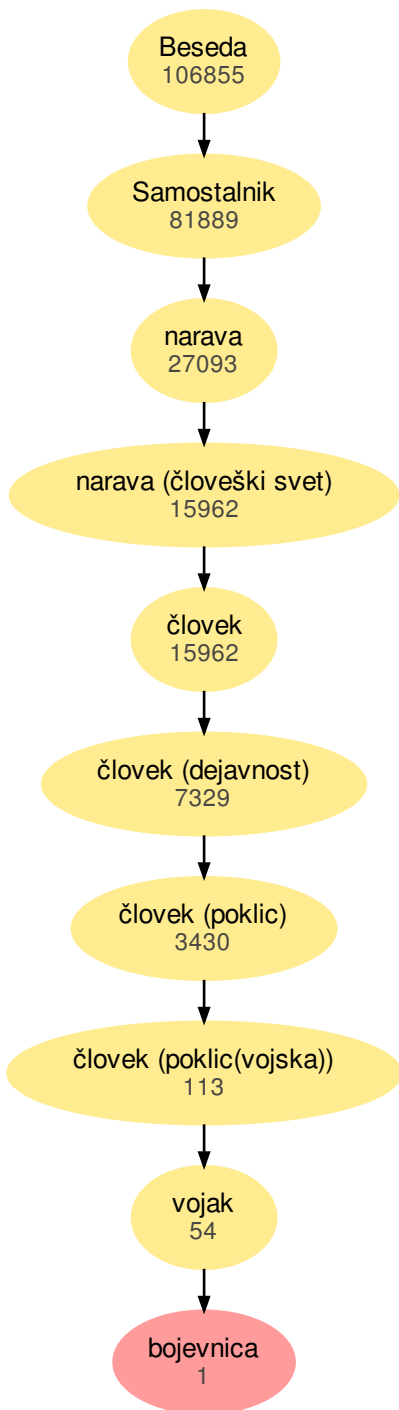 Beseda
106855
Samostalnik
81889
narava
27093
narava (človeški svet)
15962
človek
15962
človek (dejavnost)
7329
človek (poklic)
3430
človek (poklic(vojska))
113
vojak
54
bojevnica
1